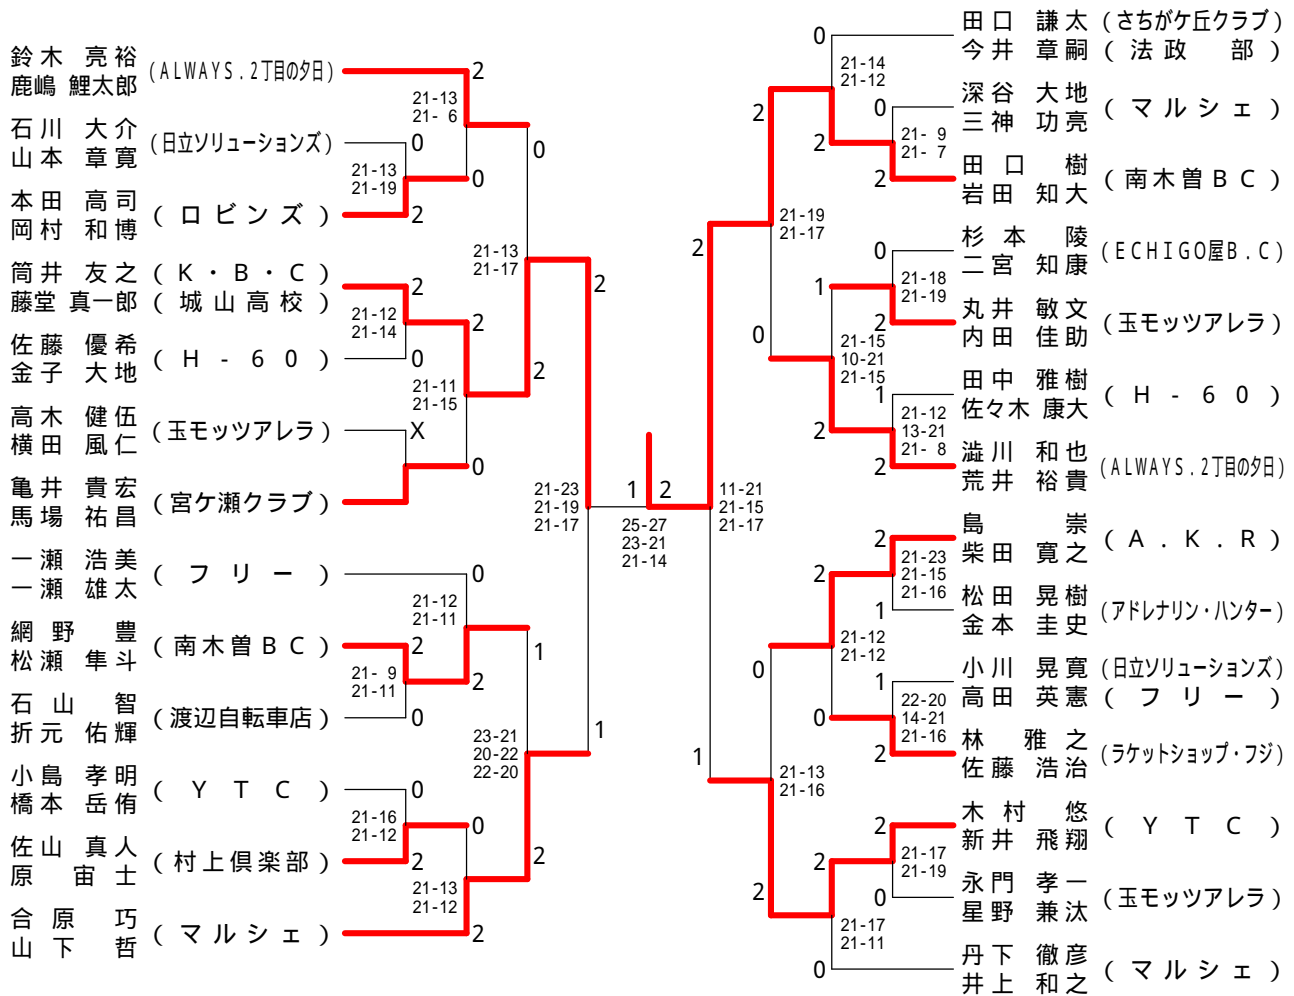 鈴木 亮裕
鹿嶋 鯉太郎
(ALWAYS.2丁目の夕日)
2
21-13
21- 6
石川 大介
山本 章寛
(日立ソリューションズ)
0
21-13
21-19
0
0
本田 高司
岡村 和博
(ロビンズ)
2
21-13
21-17
2
筒井 友之
藤堂 真一郎
(K・B・C)
(城山高校)
2
21-12
21-14
2
佐藤 優希
金子 大地
(H-60)
0
21-11
21-15
2
高木 健伍
横田 風仁
(玉モッツアレラ)
X
0
亀井 貴宏
馬場 祐昌
(宮ケ瀬クラブ)
21-23
21-19
21-17
1
2
25-27
23-21
21-14
一瀬 浩美
一瀬 雄太
(フリー)
0
21-12
21-11
網野 豊
松瀬 隼斗
(南木曽BC)
2
21- 9
21-11
2
1
石山 智
折元 佑輝
(渡辺自転車店)
0
23-21
20-22
22-20
1
小島 孝明
橋本 岳侑
(YTC)
0
21-16
21-12
0
佐山 真人
原 宙士
(村上倶楽部)
2
21-13
21-12
2
合原 巧
山下 哲
(マルシェ)
2
田口 謙太
今井 章嗣
(さちがケ丘クラブ)
(法政 部)
0
21-14
21-12
2
深谷 大地
三神 功亮
(マルシェ)
0
21- 9
21- 7
2
田口 樹
岩田 知大
(南木曽BC)
2
21-19
21-17
2
杉本 陵
二宮 知康
(ECHIGO屋B.C)
0
21-18
21-19
1
丸井 敏文
内田 佳助
(玉モッツアレラ)
2
21-15
10-21
21-15
0
田中 雅樹
佐々木 康大
(H-60)
1
21-12
13-21
21- 8
2
澁川 和也
荒井 裕貴
(ALWAYS.2丁目の夕日)
2
11-21
21-15
21-17
島 崇
柴田 寛之
(A.K.R)
2
21-23
21-15
21-16
2
松田 晃樹
金本 圭史
(アドレナリン・ハンター)
1
21-12
21-12
0
小川 晃寛
高田 英憲
(日立ソリューションズ)
(フリー)
1
22-20
14-21
21-16
0
林 雅之
佐藤 浩治
(ラケットショップ・フジ)
2
21-13
21-16
1
木村 悠
新井 飛翔
(YTC)
2
21-17
21-19
2
永門 孝一
星野 兼汰
(玉モッツアレラ)
0
21-17
21-11
2
丹下 徹彦
井上 和之
(マルシェ)
0